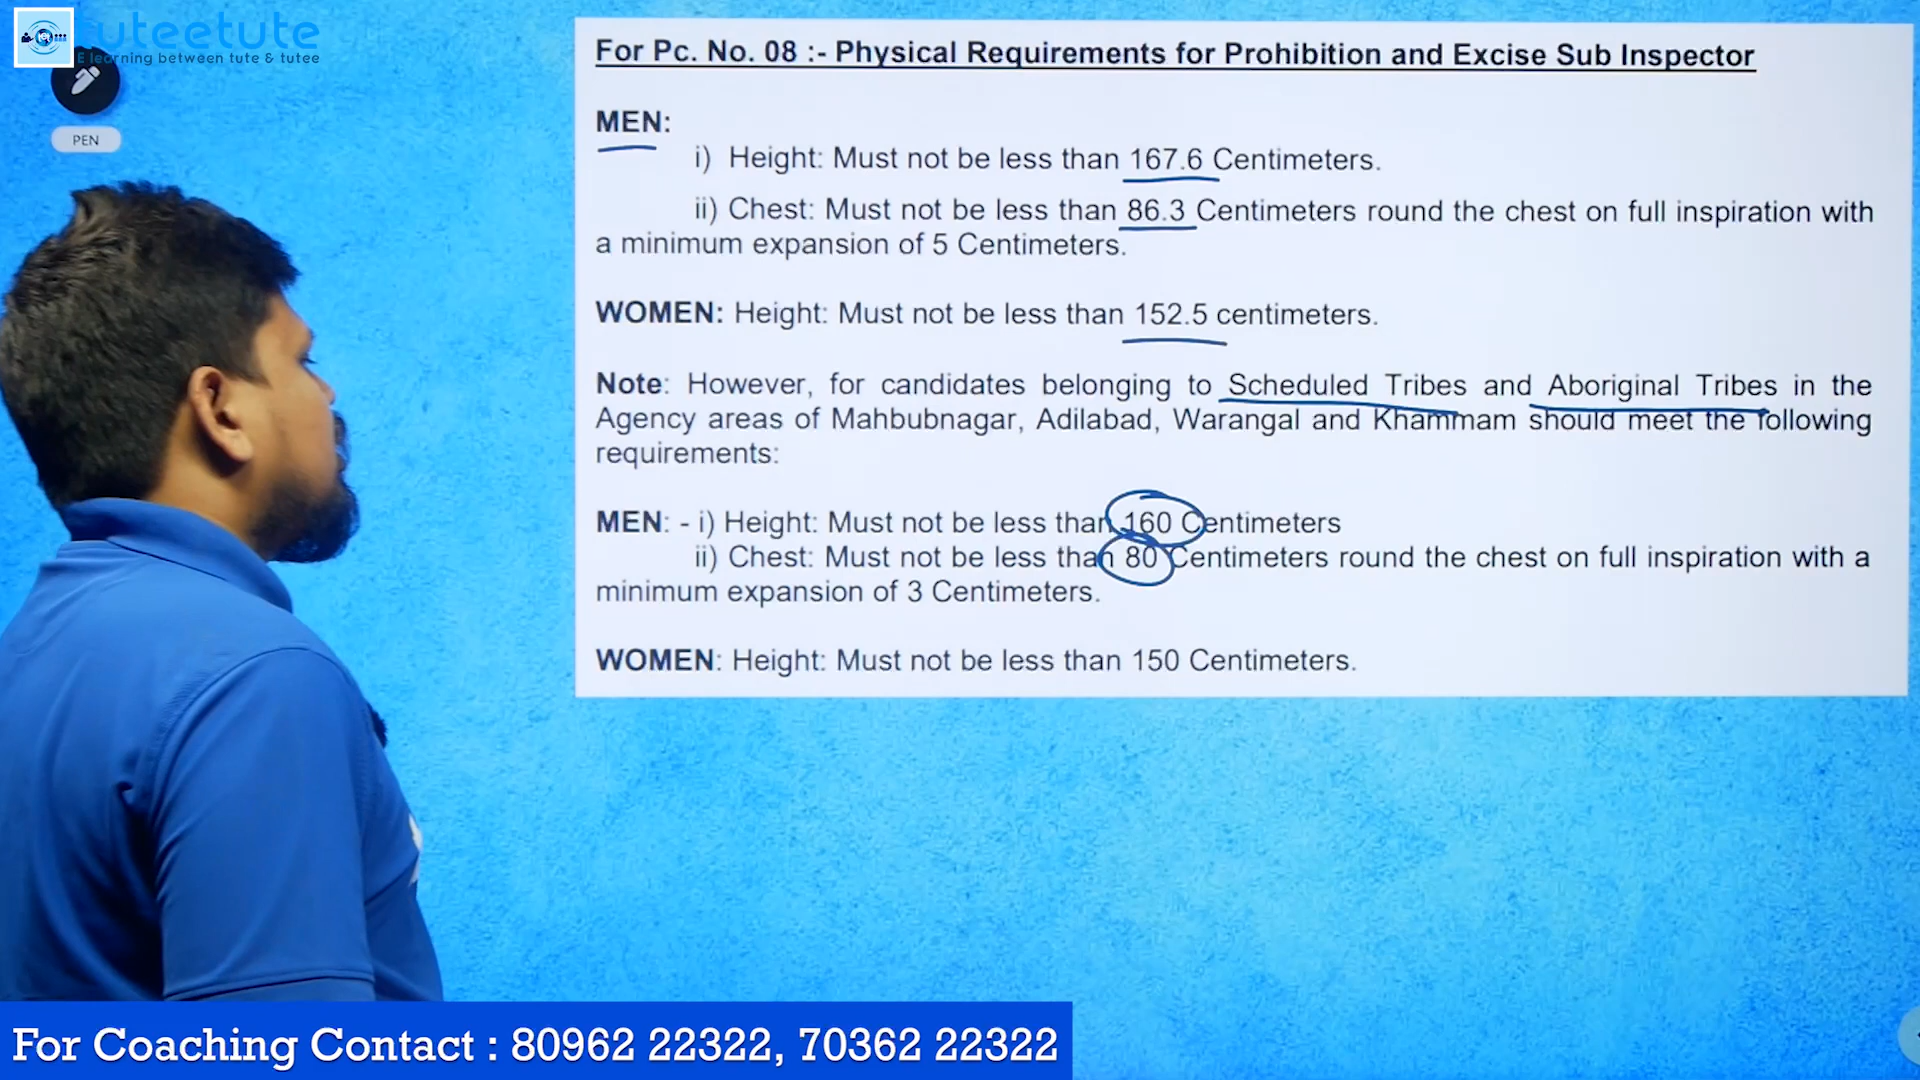 uteetute
E learning between tute & tutee
PEN
For Pc. No. 08 :- Physical Requirements for Prohibition and Excise Sub Inspector
MEN:
i) Height: Must not be less than 167.6 Centimeters.
ii) Chest: Must not be less than 86.3 Centimeters round the chest on full inspiration with
a minimum expansion of 5 Centimeters.
WOMEN: Height: Must not be less than 152.5 centimeters.
Note: However, for candidates belonging to Scheduled Tribes and Aboriginal Tribes in the
Agency areas of Mahbubnagar, Adilabad, Warangal and Khammam should meet the following
requirements:
MEN: - i) Height: Must not be less than 160 Centimeters
ii) Chest: Must not be less than 80 Centimeters round the chest on full inspiration with a
minimum expansion of 3 Centimeters.
WOMEN: Height: Must not be less than 150 Centimeters.
For Coaching Contact : 80962 22322, 70362 22322